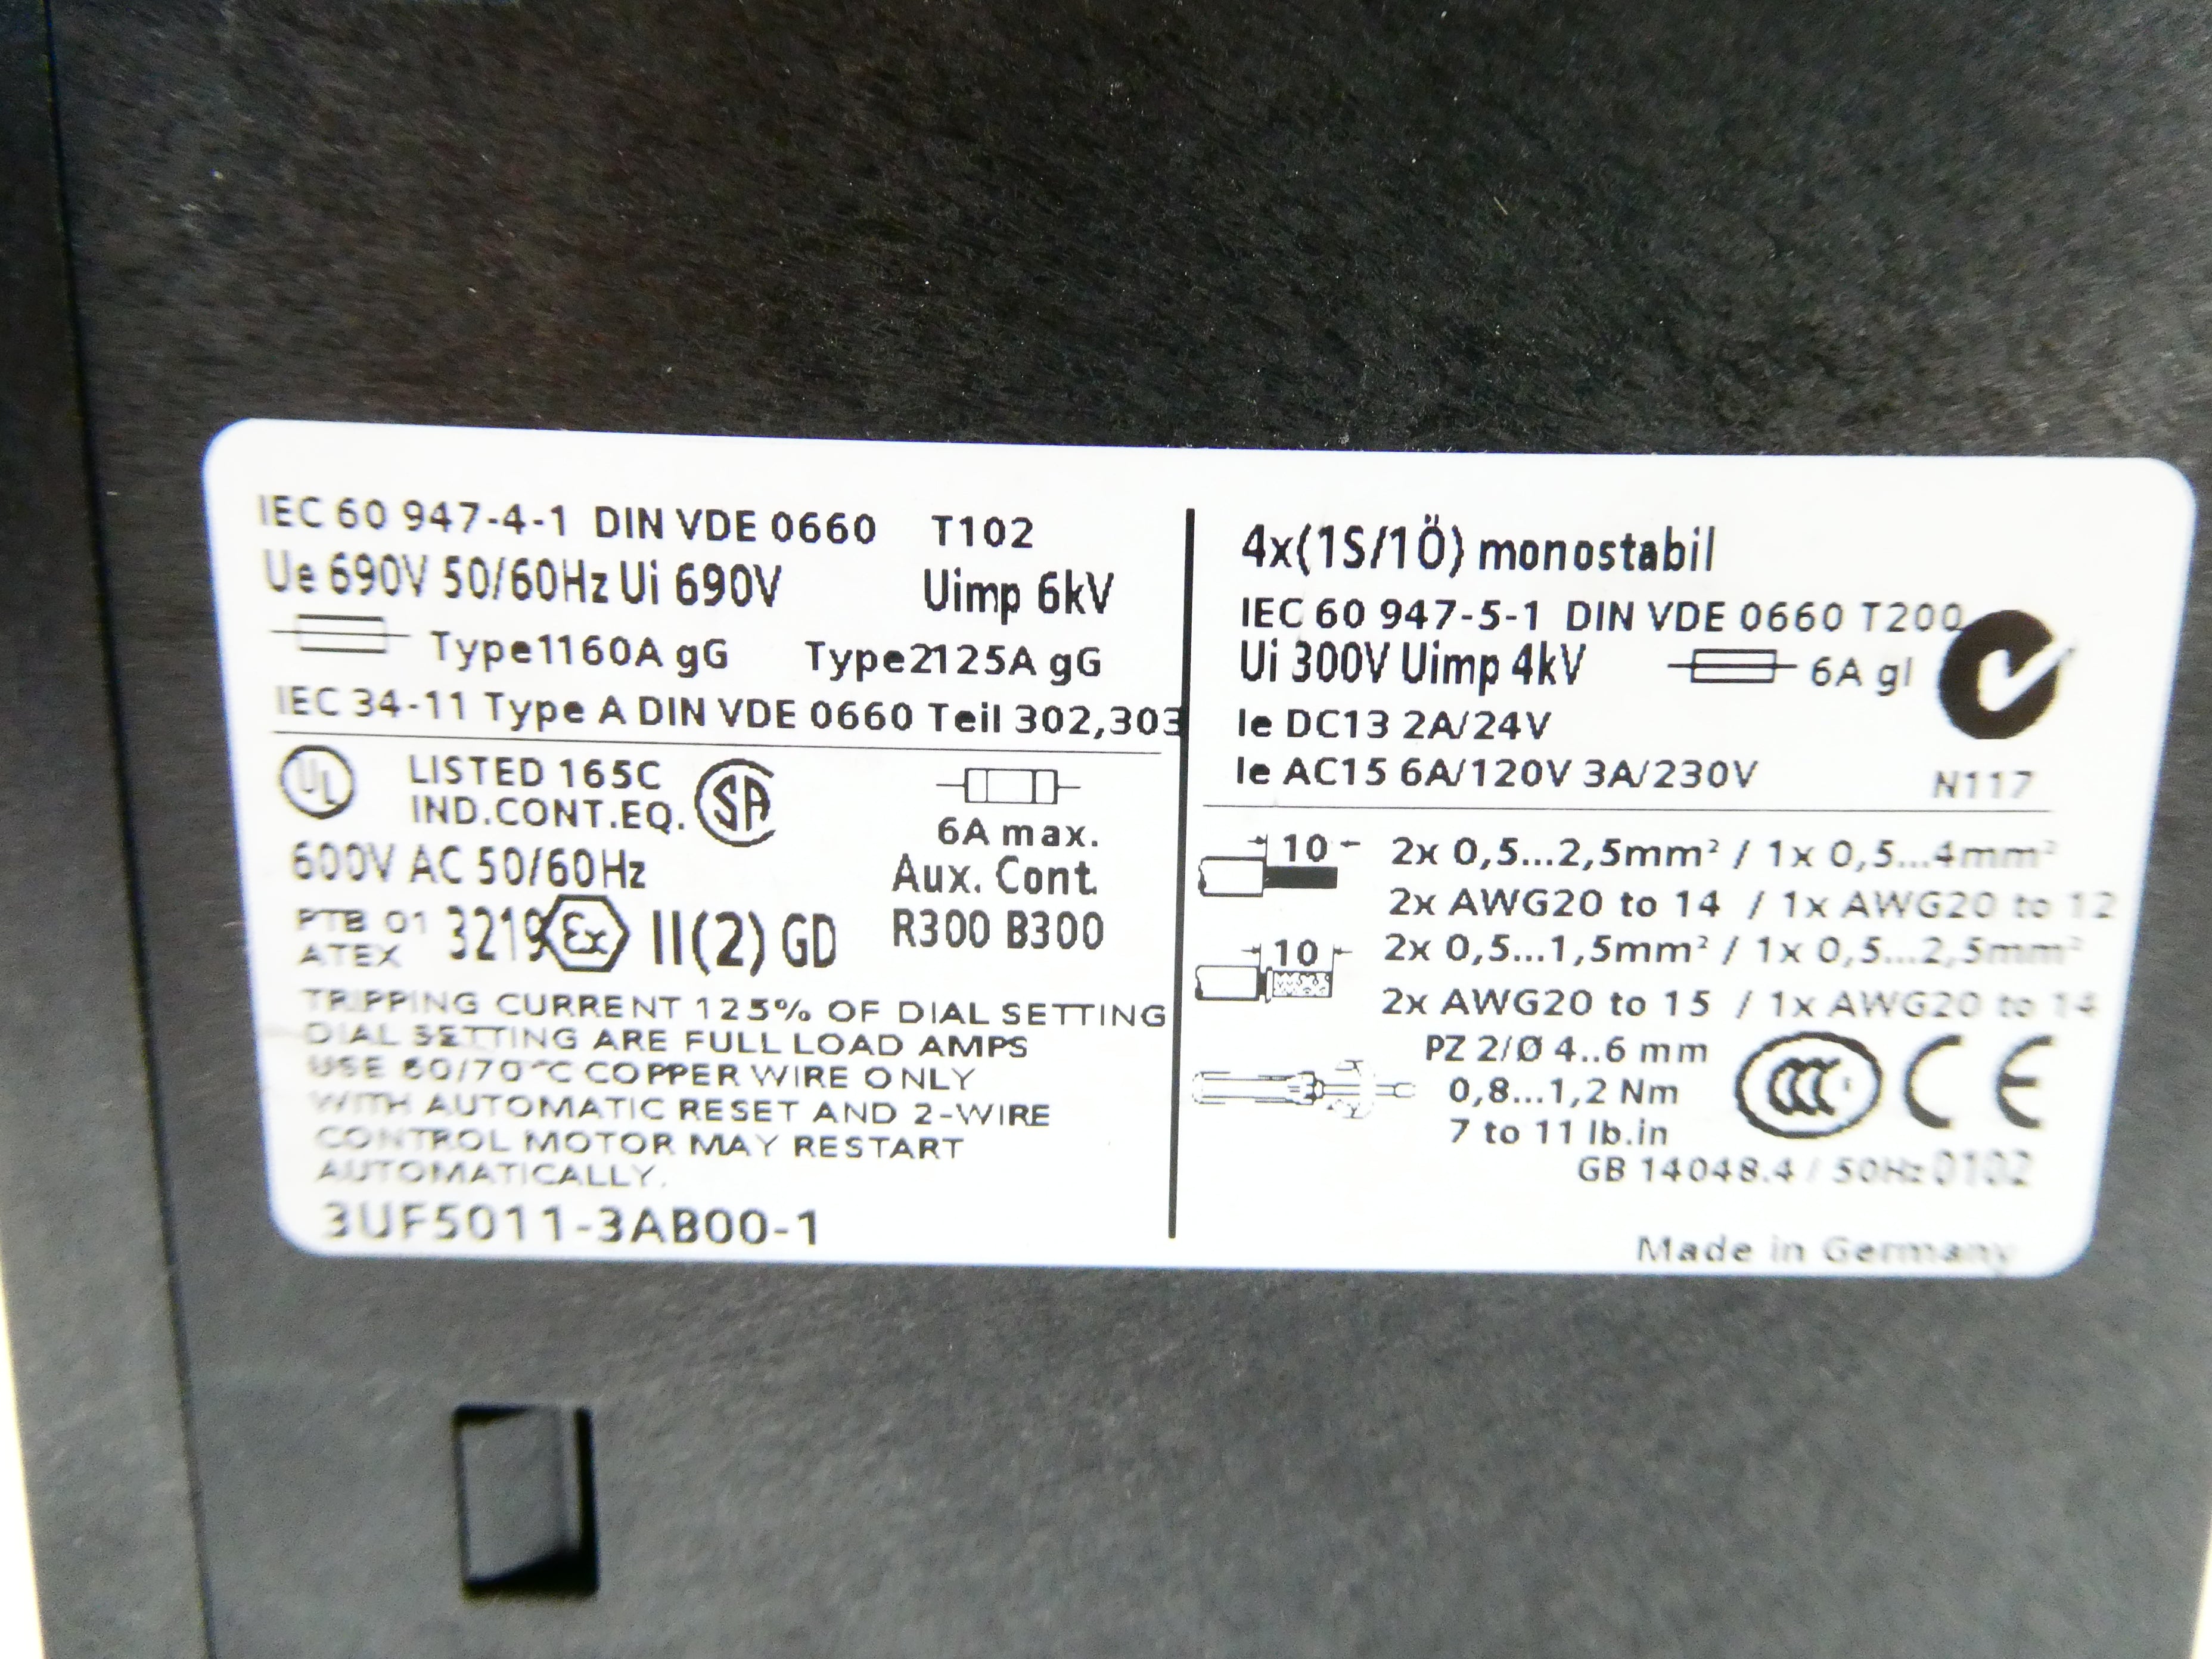 IEC 60 947-4-1 DIN VDE 0660 T102
Ue 690V 50/60Hz Ui 690V Uimp 6kV
Type1160A gG Type2125A gG
IEC 34-11 Type A DIN VDE 0660 Teil 302,303
UL LISTED 165C
IND.CONT.EQ. SA
6A max.
600V AC 50/60Hz Aux. Cont.
PTB 01
ATEX 3219 Ex II(2) GD R300 B300
TRIPPING CURRENT 125% OF DIAL SETTING
DIAL SETTING ARE FULL LOAD AMPS
USE 60/70°C COPPER WIRE ONLY
WITH AUTOMATIC RESET AND 2-WIRE
CONTROL MOTOR MAY RESTART
AUTOMATICALLY.
3UF5011-3AB00-1
4x(1S/1Ö) monostabil
IEC 60 947-5-1 DIN VDE 0660 T200
Ui 300V Uimp 4kV 6A gl
Ie DC13 2A/24V
Ie AC15 6A/120V 3A/230V N117
10 2x 0,5...2,5mm² / 1x 0,5...4mm²
2x AWG20 to 14 / 1x AWG20 to 12
10 2x 0,5...1,5mm² / 1x 0,5...2,5mm²
2x AWG20 to 15 / 1x AWG20 to 14
PZ 2/Ø 4..6 mm
0,8...1,2 Nm CCC CE
7 to 11 lb.in
GB 14048.4 / 50Hz 0102
Made in Germany